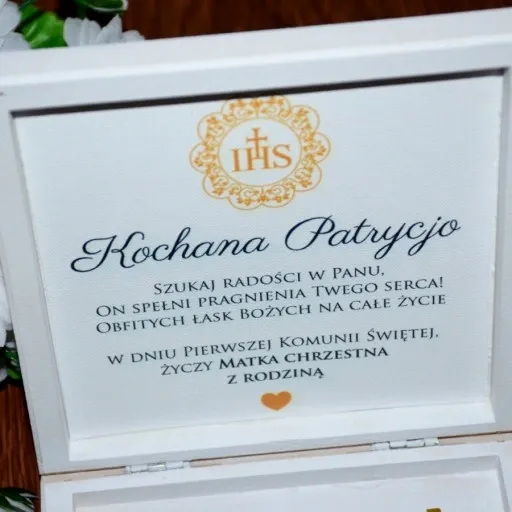 IHS
Kochana Patrycjo
Szukaj radości w Panu,
On spełni pragnienia Twego serca!
Obfitych łask Bożych na całe życie
w dniu Pierwszej Komunii Świętej,
życzy Matka chrzestna
z rodziną